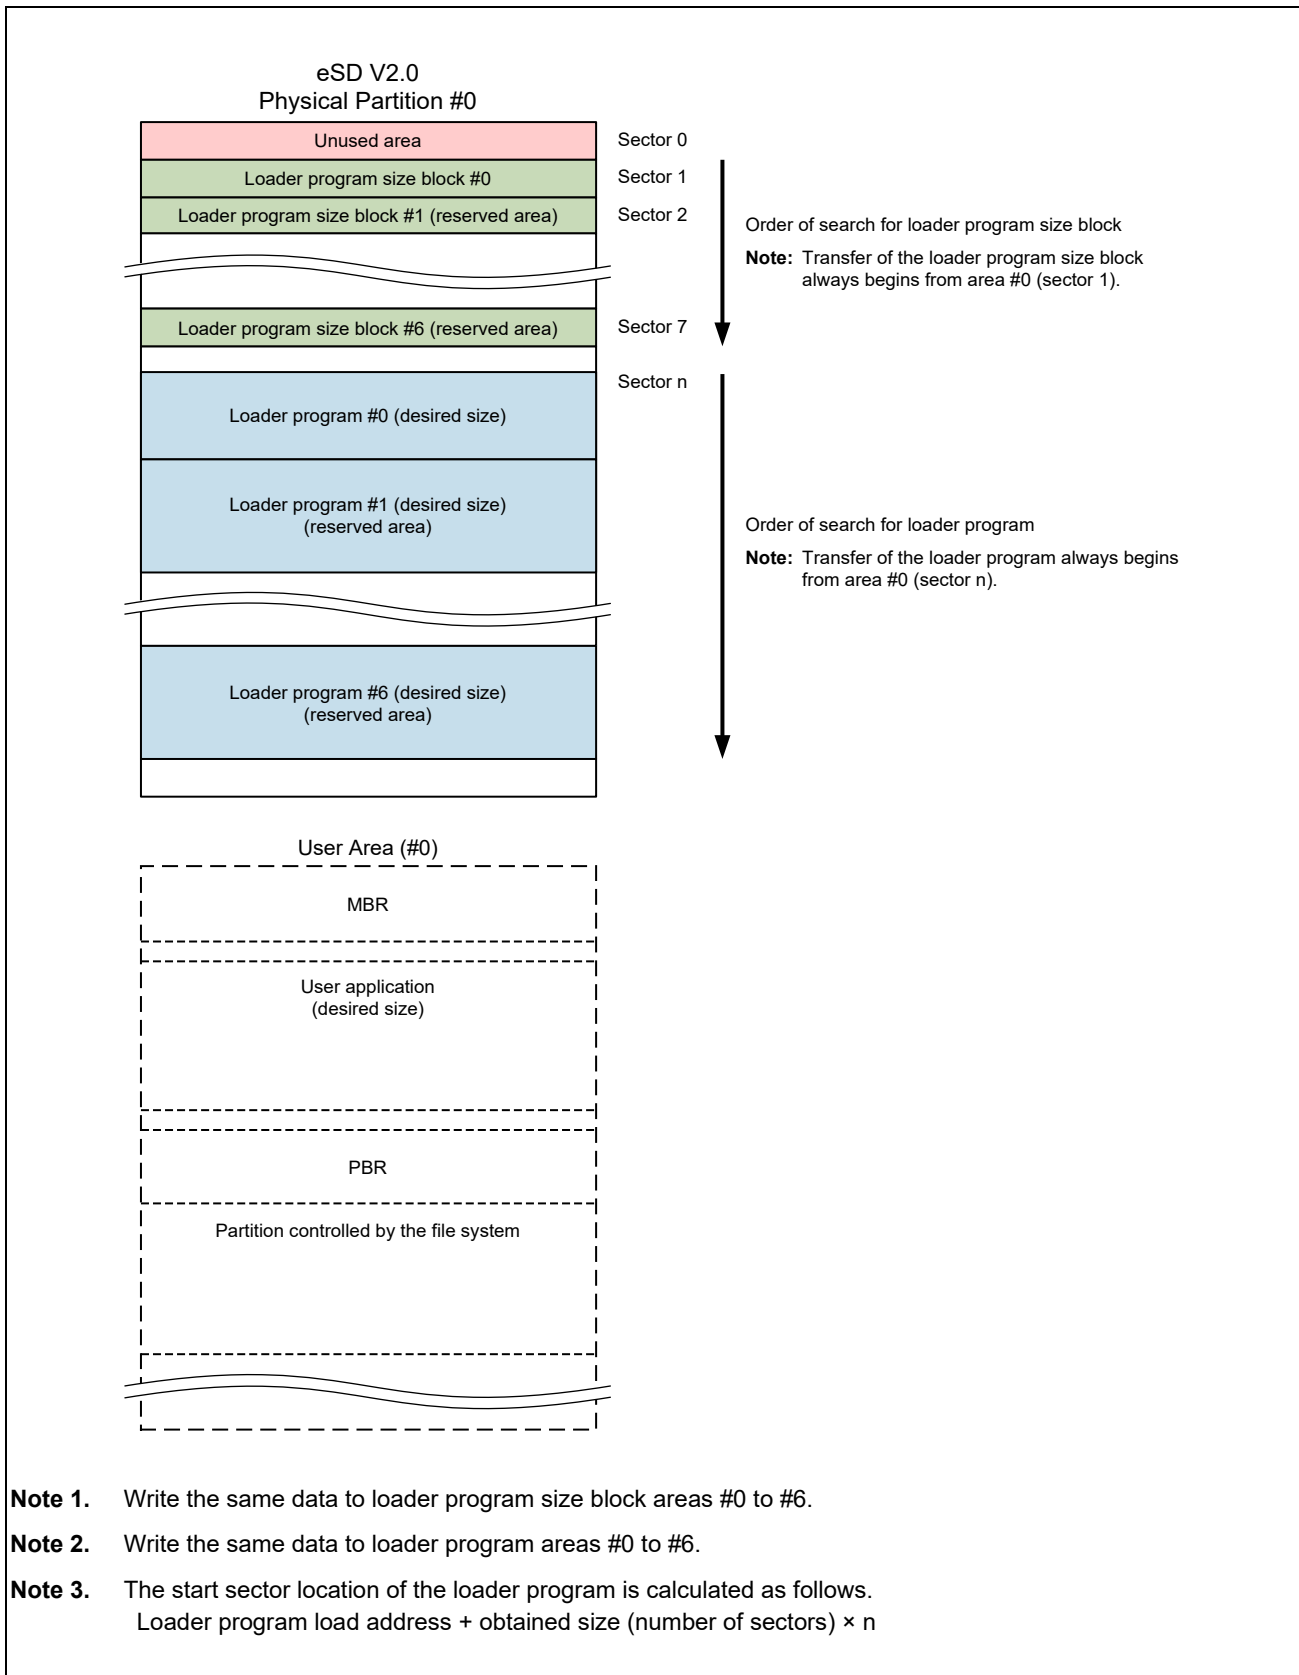 eSD V2.0
Physical Partition #0
Unused area
Sector 0
Loader program size block #0
Sector 1
Loader program size block #1 (reserved area)
Sector 2
Order of search for loader program size block
Note: Transfer of the loader program size block
always begins from area #0 (sector 1).
Loader program size block #6 (reserved area)
Sector 7
Sector n
Loader program #0 (desired size)
Loader program #1 (desired size)
(reserved area)
Order of search for loader program
Note: Transfer of the loader program always begins
from area #0 (sector n).
Loader program #6 (desired size)
(reserved area)
User Area (#0)
MBR
User application
(desired size)
PBR
Partition controlled by the file system
Note 1. Write the same data to loader program size block areas #0 to #6.
Note 2. Write the same data to loader program areas #0 to #6.
Note 3. The start sector location of the loader program is calculated as follows.
Loader program load address + obtained size (number of sectors) × n